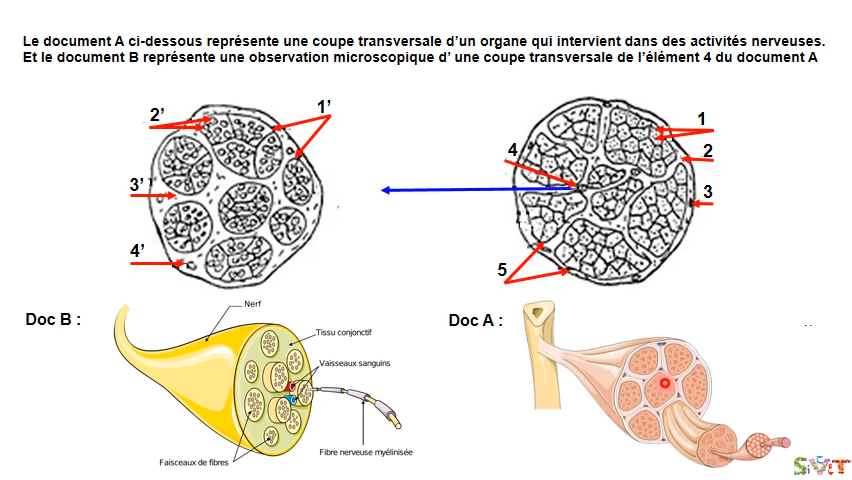 Le document A ci-dessous représente une coupe transversale d'un organe qui intervient dans des activités nerveuses.
Et le document B représente une observation microscopique d' une coupe transversale de l'élément 4 du document A
2'
1'
3'
4'
1
2
3
4
5
Doc B :
Nerf
Tissu conjonctif
Vaisseaux sanguins
Fibre nerveuse myélinisée
Faisceaux de fibres
Doc A :
SiVeT